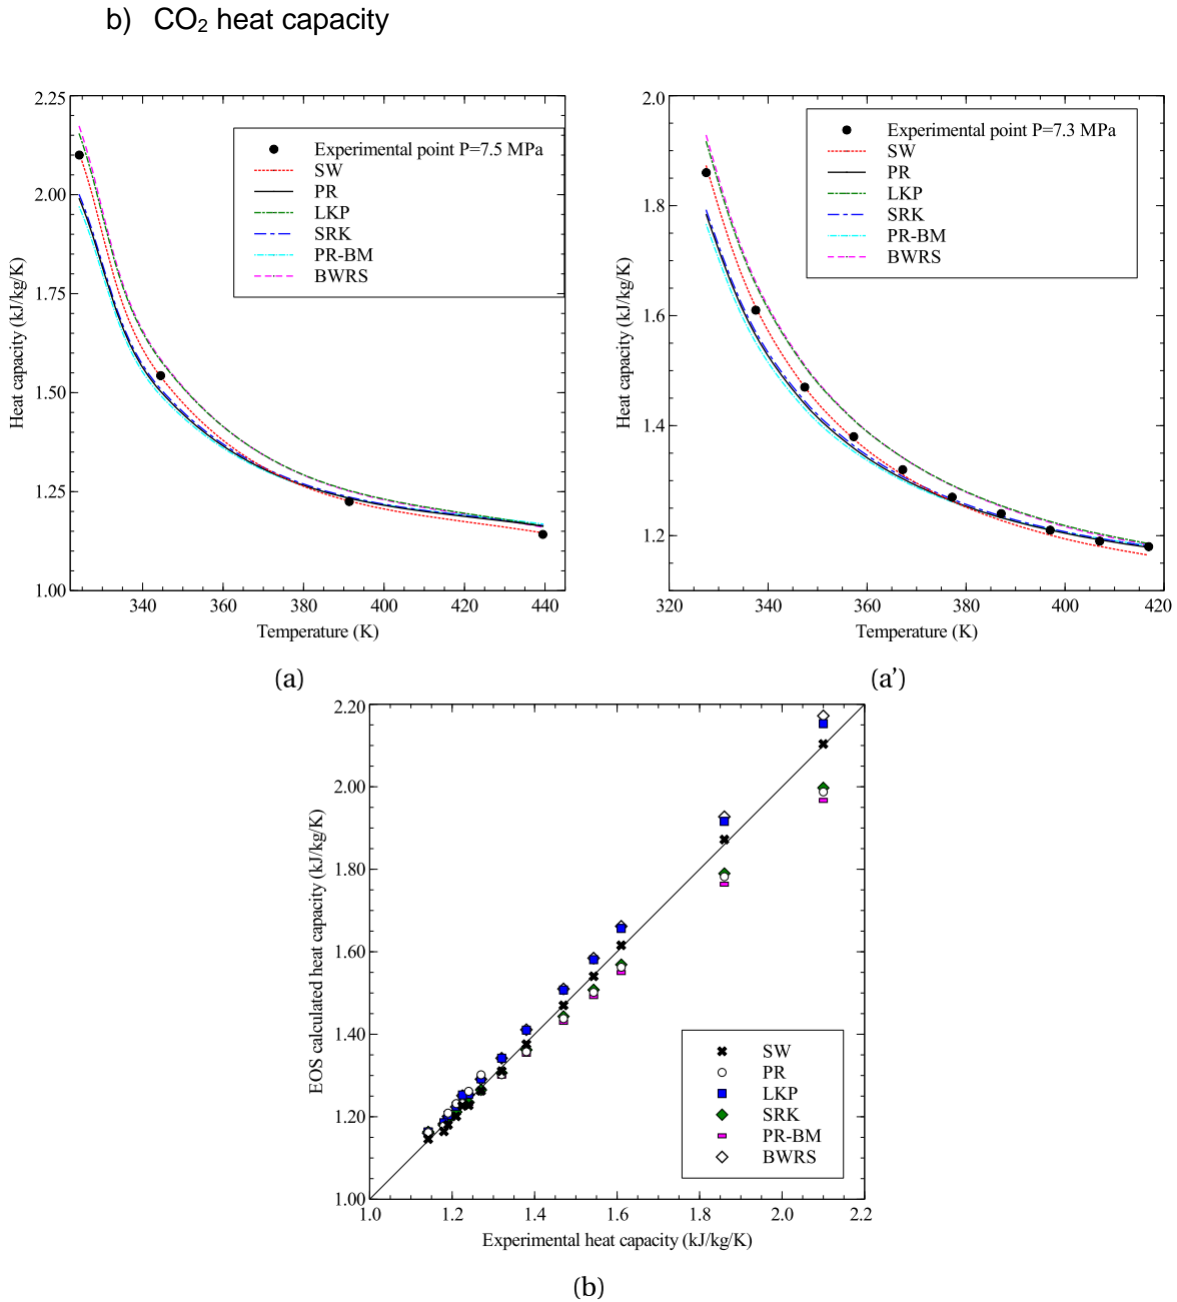 b) CO₂ heat capacity
2.25
2.00
1.75
1.50
1.25
1.00
Heat capacity (kJ/kg/K)
340 360 380 400 420 440
Temperature (K)
Experimental point P=7.5 MPa
SW
PR
LKP
SRK
PR-BM
BWRS
(a)
2.0
1.8
1.6
1.4
1.2
Heat capacity (kJ/kg/K)
320 340 360 380 400 420
Temperature (K)
Experimental point P=7.3 MPa
SW
PR
LKP
SRK
PR-BM
BWRS
(a’)
2.20
2.00
1.80
1.60
1.40
1.20
1.00
EOS calculated heat capacity (kJ/kg/K)
1.0 1.2 1.4 1.6 1.8 2.0 2.2
Experimental heat capacity (kJ/kg/K)
SW
PR
LKP
SRK
PR-BM
BWRS
(b)